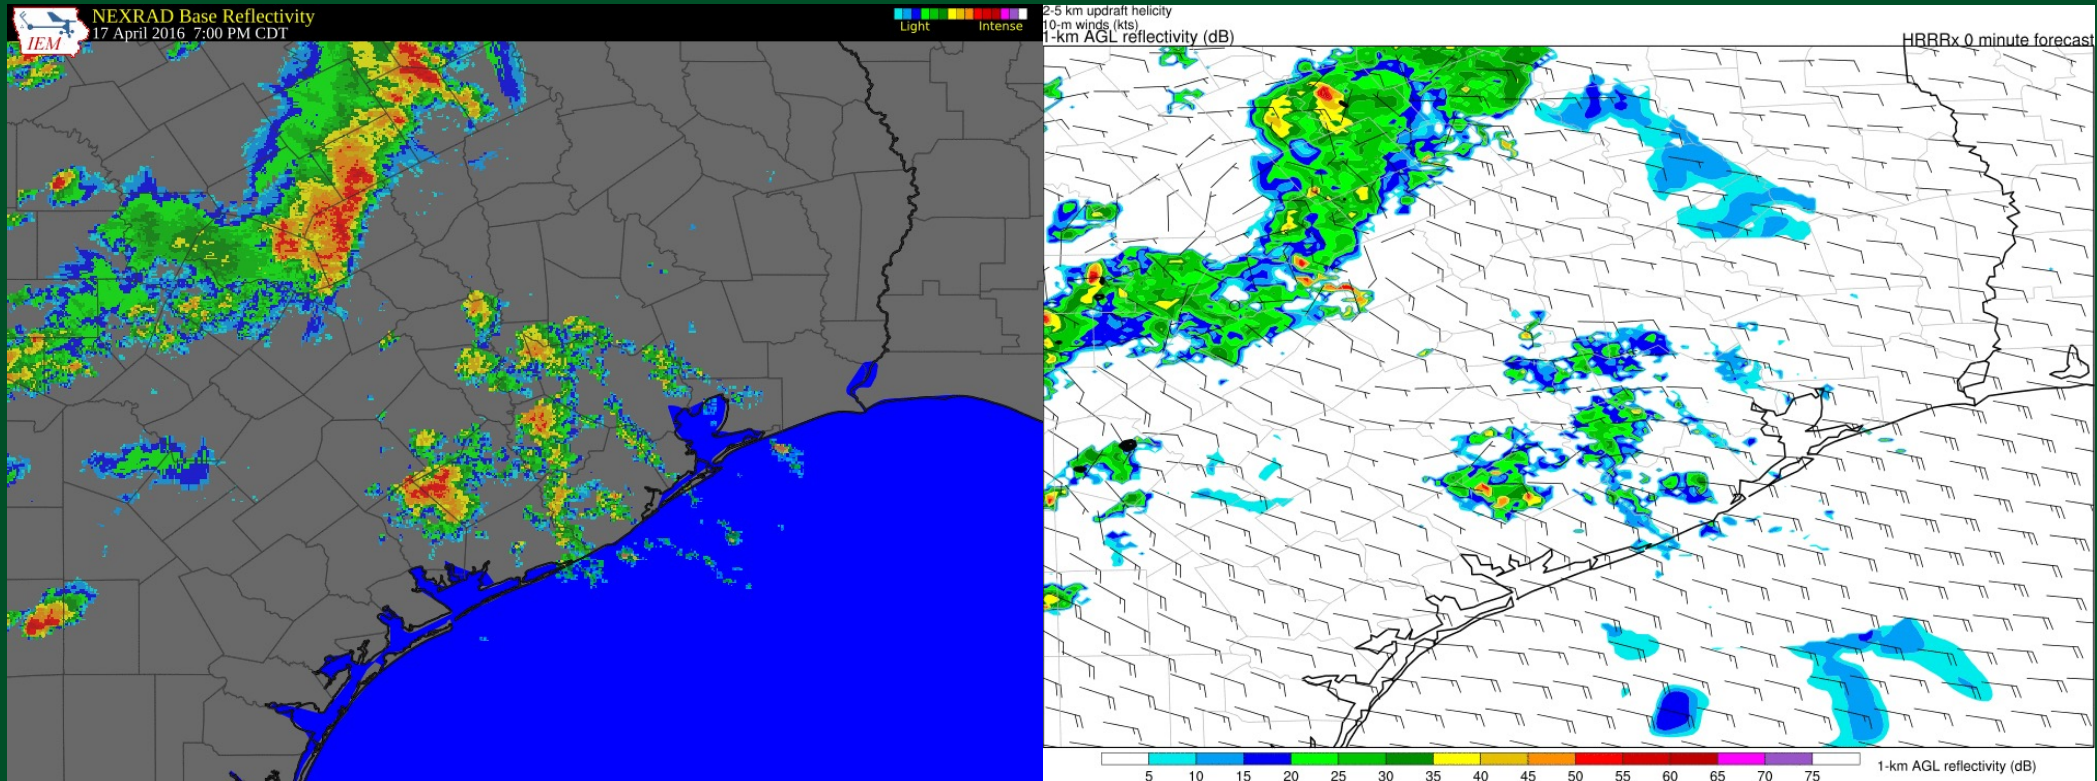 NEXRAD Base Reflectivity
17 April 2016 7:00 PM CDT
IEM
Light Intense
2-5 km updraft helicity
10-m winds (kts)
1-km AGL reflectivity (dB)
HRRRx 0 minute forecast
5 10 15 20 25 30 35 40 45 50 55 60 65 70 75
1-km AGL reflectivity (dB)